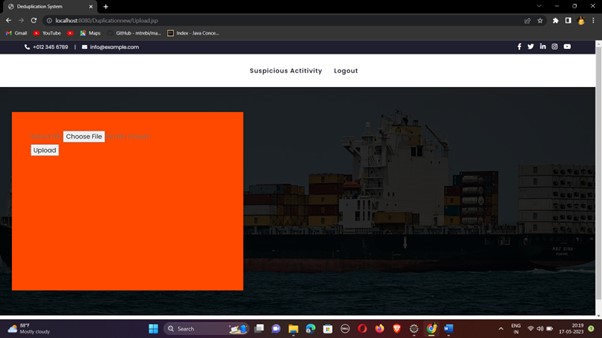 Deduplication System
localhost:8080/Duplicationnew/Upload.jsp
Gmail YouTube Maps GitHub - mtrello/ma... Index - Java Conce...
+012 345 6789 | info@example.com
Suspicious Actitivity Logout
Choose File
Upload
88°F
Mostly cloudy
Search
ENG
IN
20:19
17-05-2023